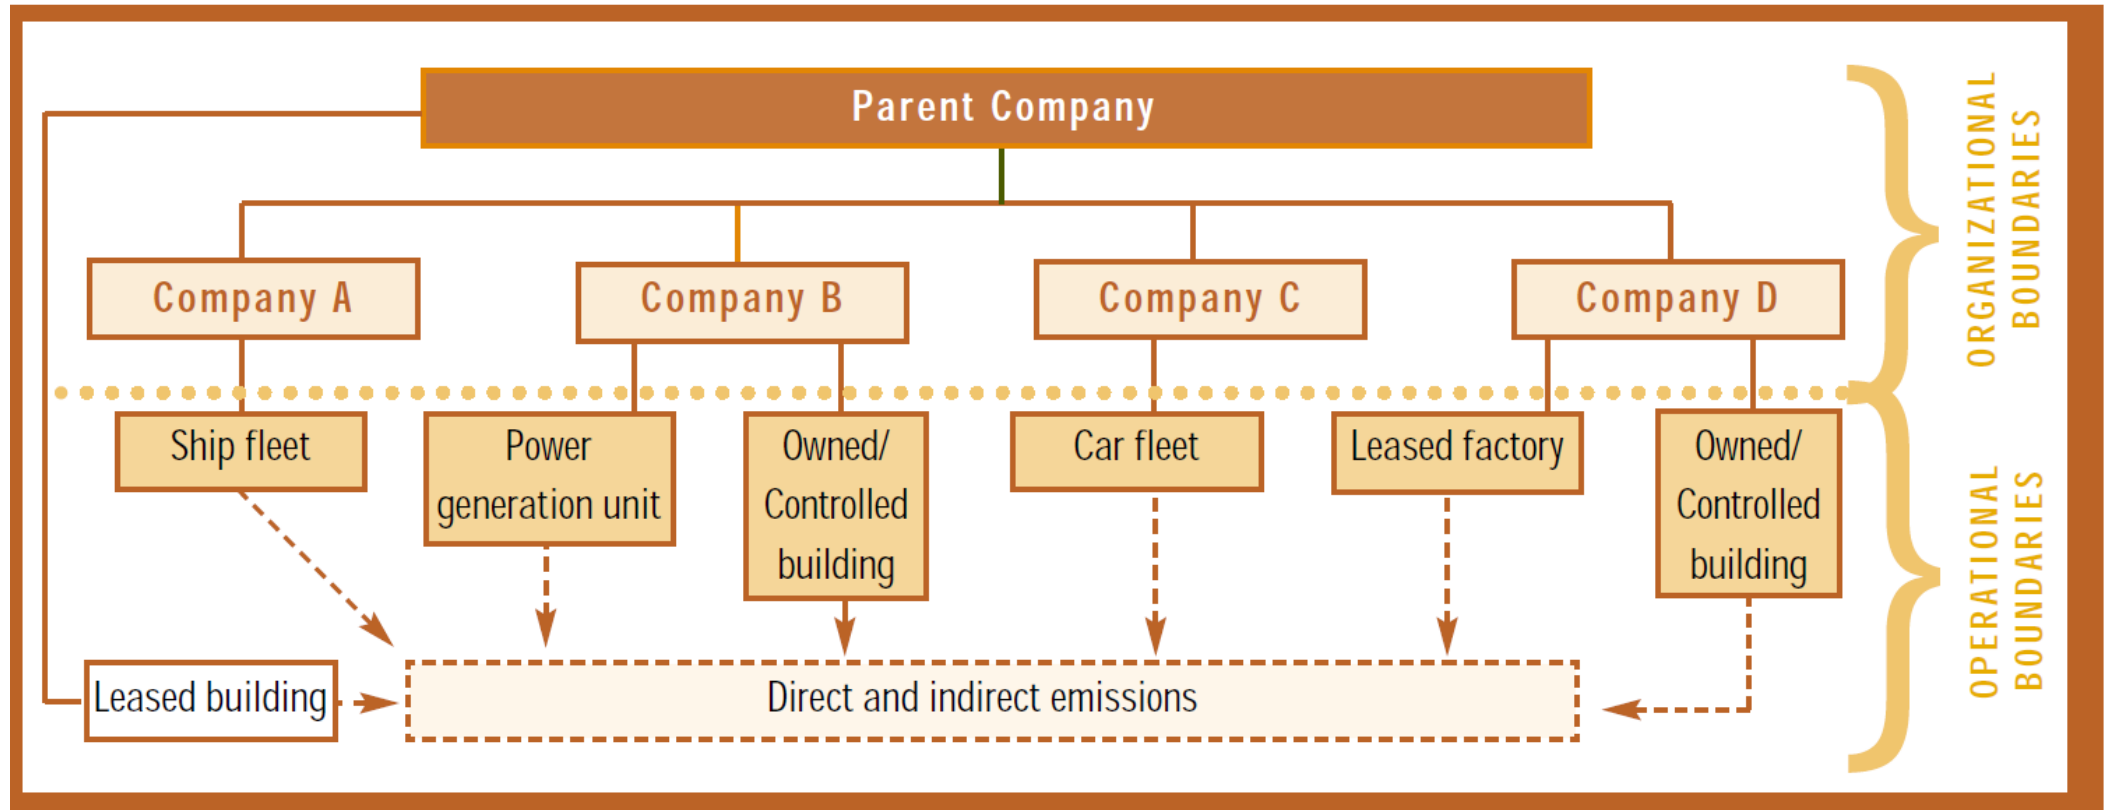 Parent Company
ORGANIZATIONAL
BOUNDARIES
Company A
Company B
Company C
Company D
Ship fleet
Power
generation unit
Owned/
Controlled
building
Car fleet
Leased factory
Owned/
Controlled
building
OPERATIONAL
BOUNDARIES
Leased building
Direct and indirect emissions